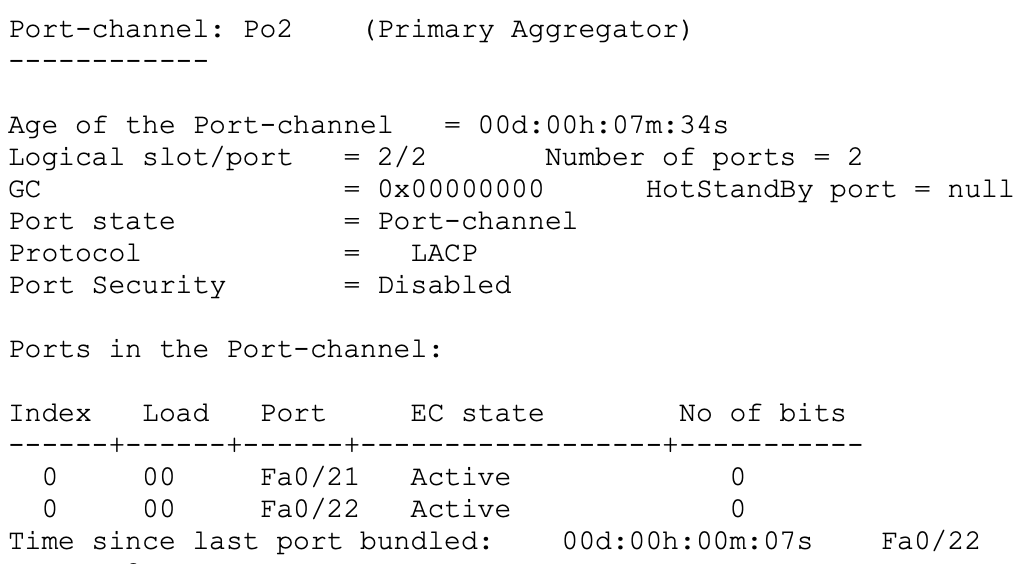 Port-channel: Po2    (Primary Aggregator)
------------
Age of the Port-channel   = 00d:00h:07m:34s
Logical slot/port   = 2/2       Number of ports = 2
GC                  = 0x00000000      HotStandBy port = null
Port state          = Port-channel
Protocol            =   LACP
Port Security       = Disabled
Ports in the Port-channel:
Index   Load   Port     EC state        No of bits
------+------+------+------------------+-----------
  0     00     Fa0/21   Active             0
  0     00     Fa0/22   Active             0
Time since last port bundled:    00d:00h:00m:07s    Fa0/22